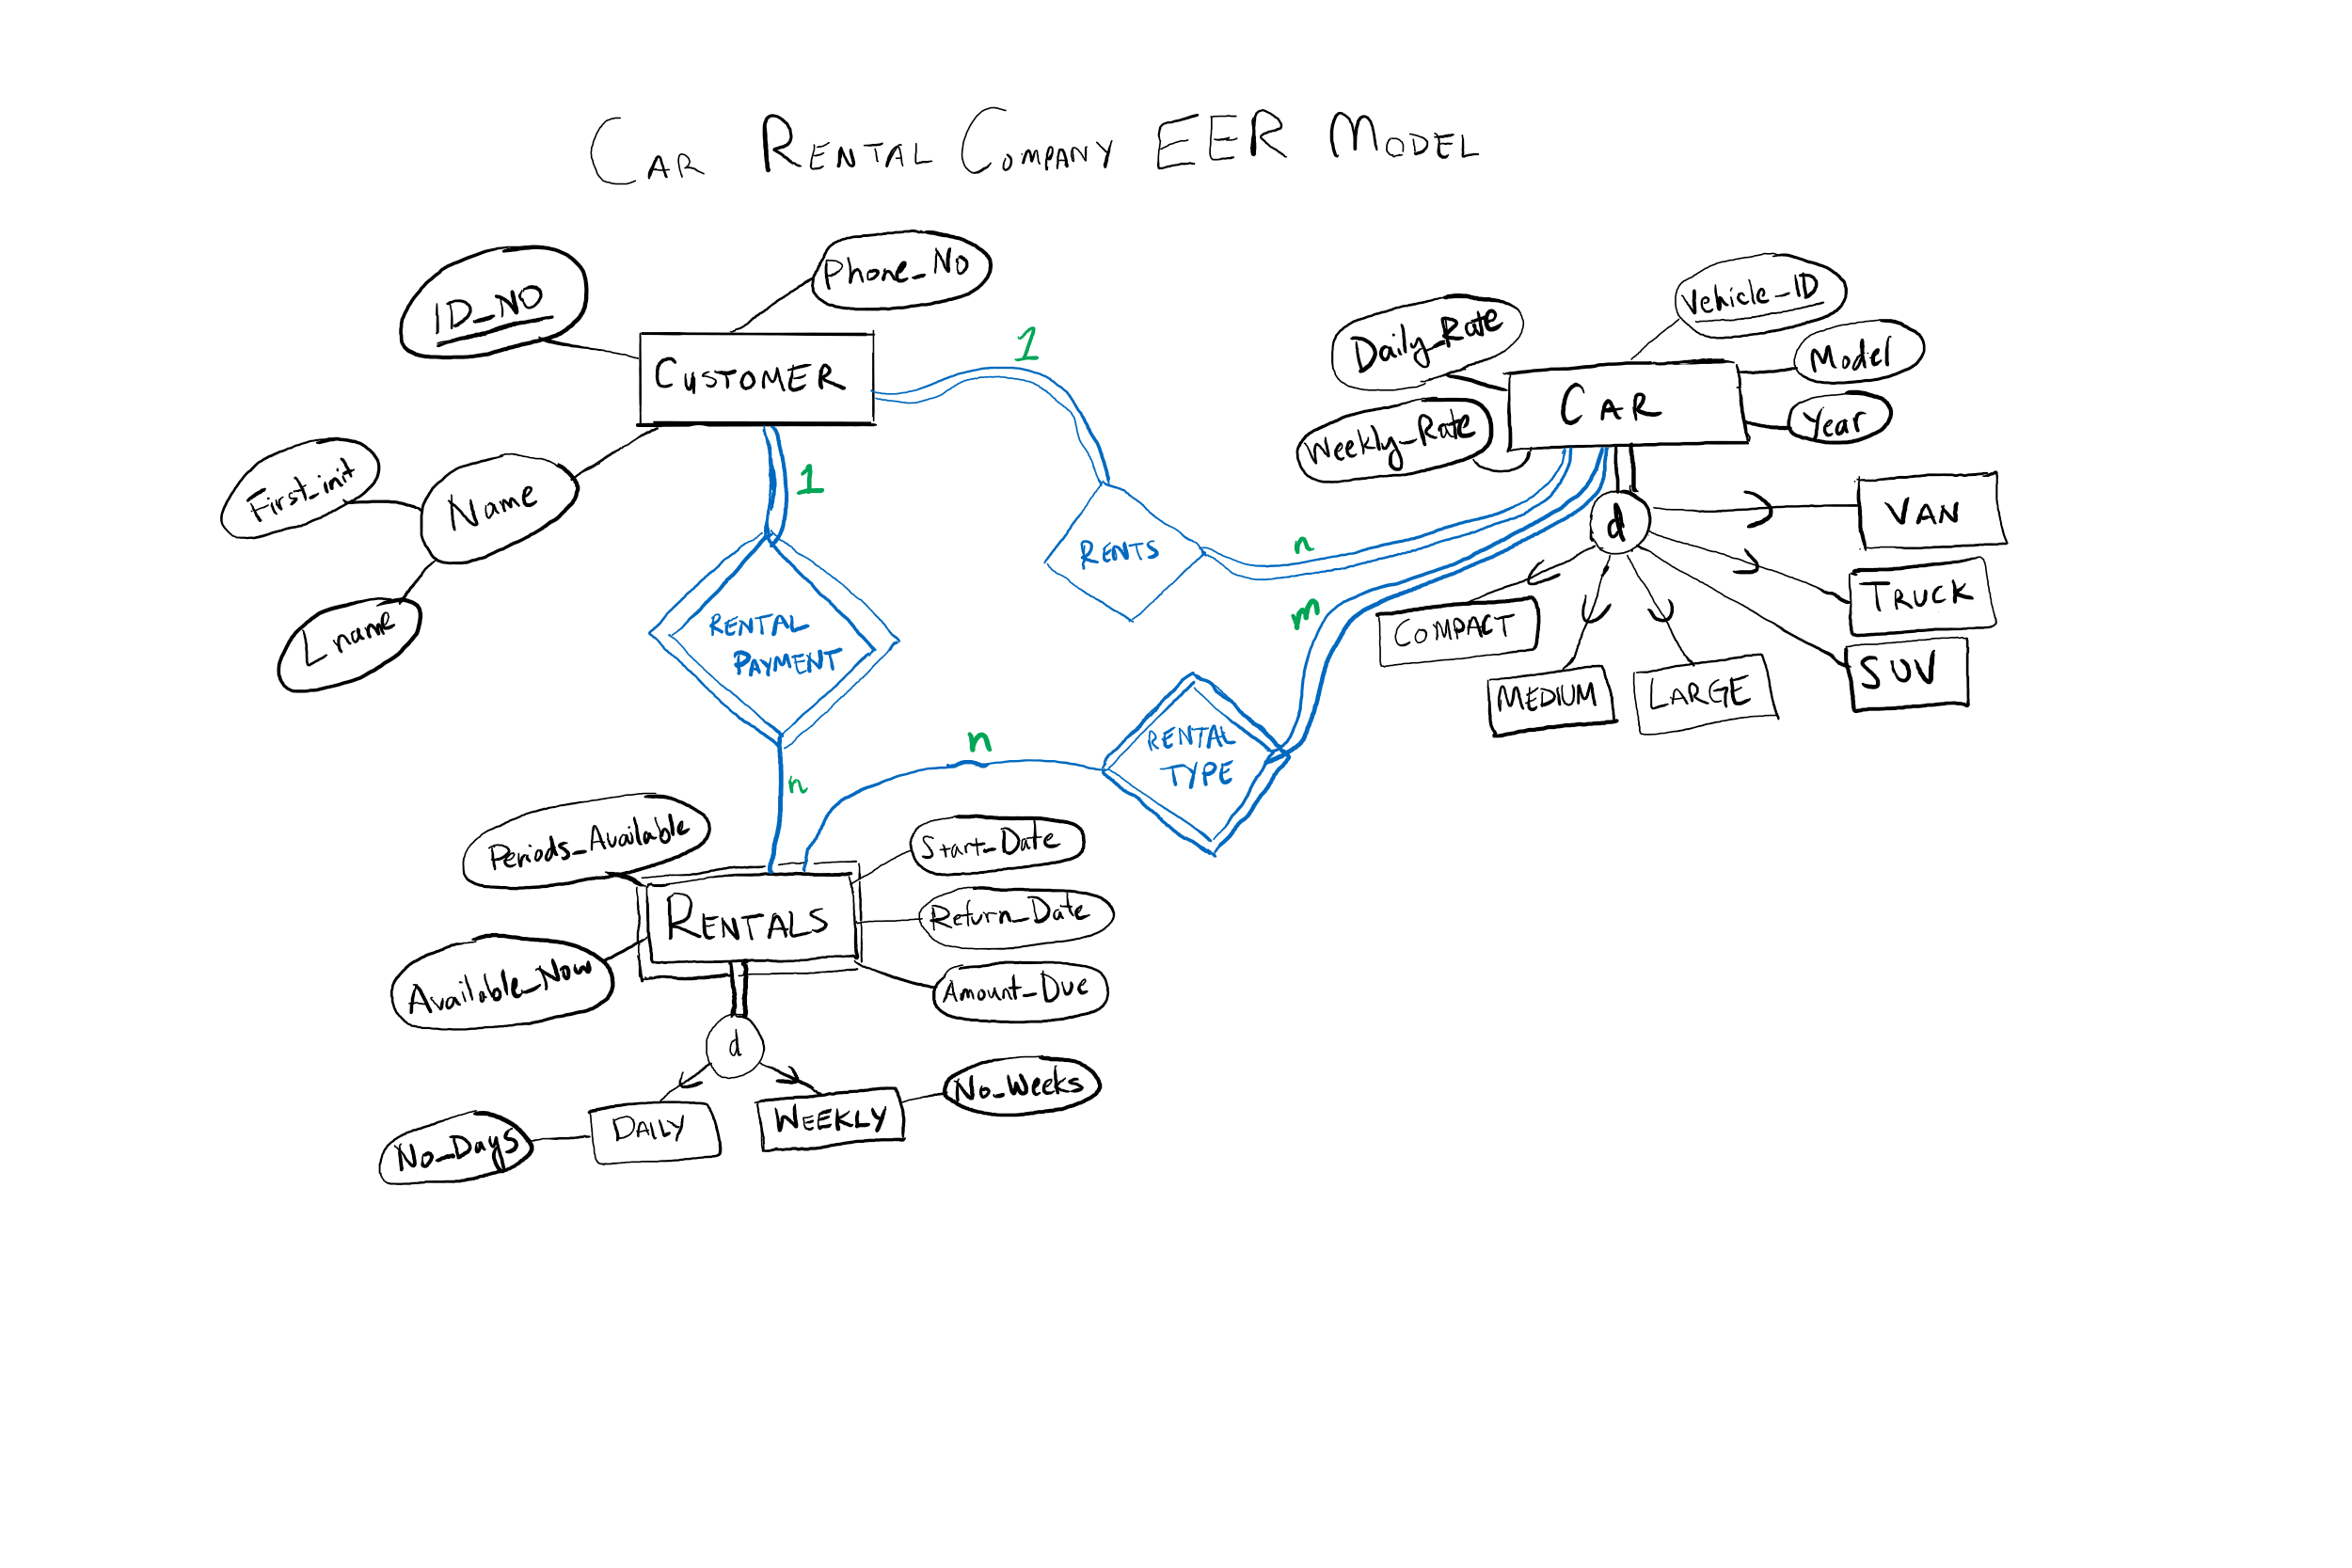 CAR RENTAL COMPANY EER MODEL
ID_NO
Phone_No
CUSTOMER
First_init
Name
Lname
1
1
RENTS
n
Daily_Rate
Weekly_Rate
Vehicle_ID
Model
Year
CAR
d
VAN
TRUCK
SUV
LARGE
MEDIUM
COMPACT
m
RENTAL
TYPE
n
RENTAL
PAYMENT
n
Periods_Available
Available_Now
RENTALS
Start_Date
Return_Date
Amount_Due
d
No_Days
DAILY
WEEKLY
No_Weeks